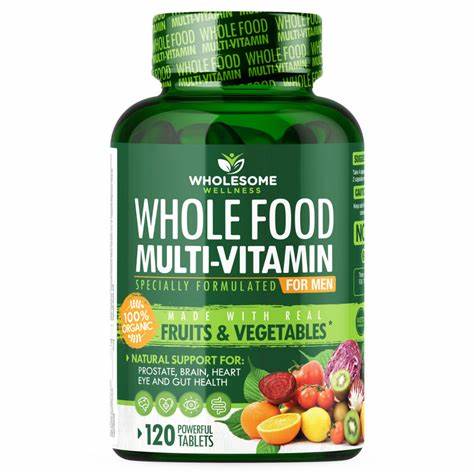 WHOLE FOOD
MULTI-VITAMIN
WHOLESOME
WELLNESS
WHOLE FOOD
MULTI-VITAMIN
SPECIALLY FORMULATED FOR MEN
100%
ORGANIC
MADE WITH REAL
FRUITS & VEGETABLES*
NATURAL SUPPORT FOR:
PROSTATE, BRAIN, HEART
EYE AND GUT HEALTH
120 POWERFUL
TABLETS